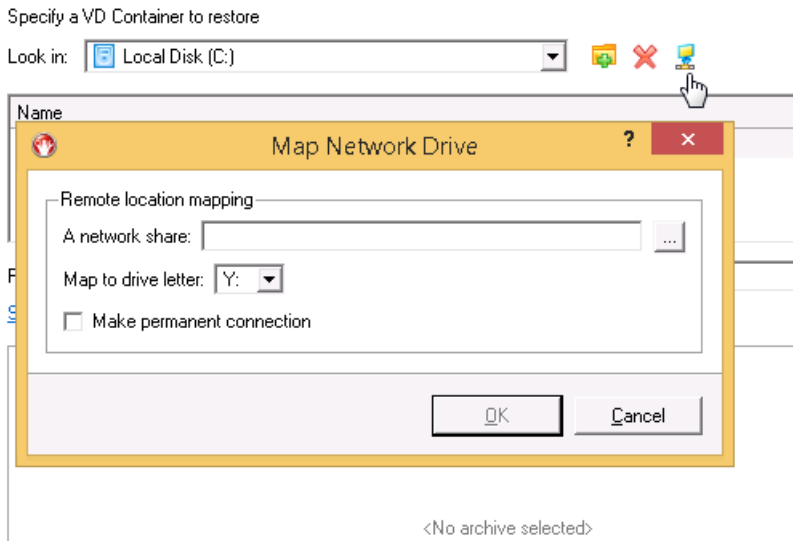 Specify a VD Container to restore
Look in: Local Disk (C:)
Name
Map Network Drive
?
Remote location mapping
A network share:
...
Map to drive letter: Y:
Make permanent connection
OK
Cancel
<No archive selected>